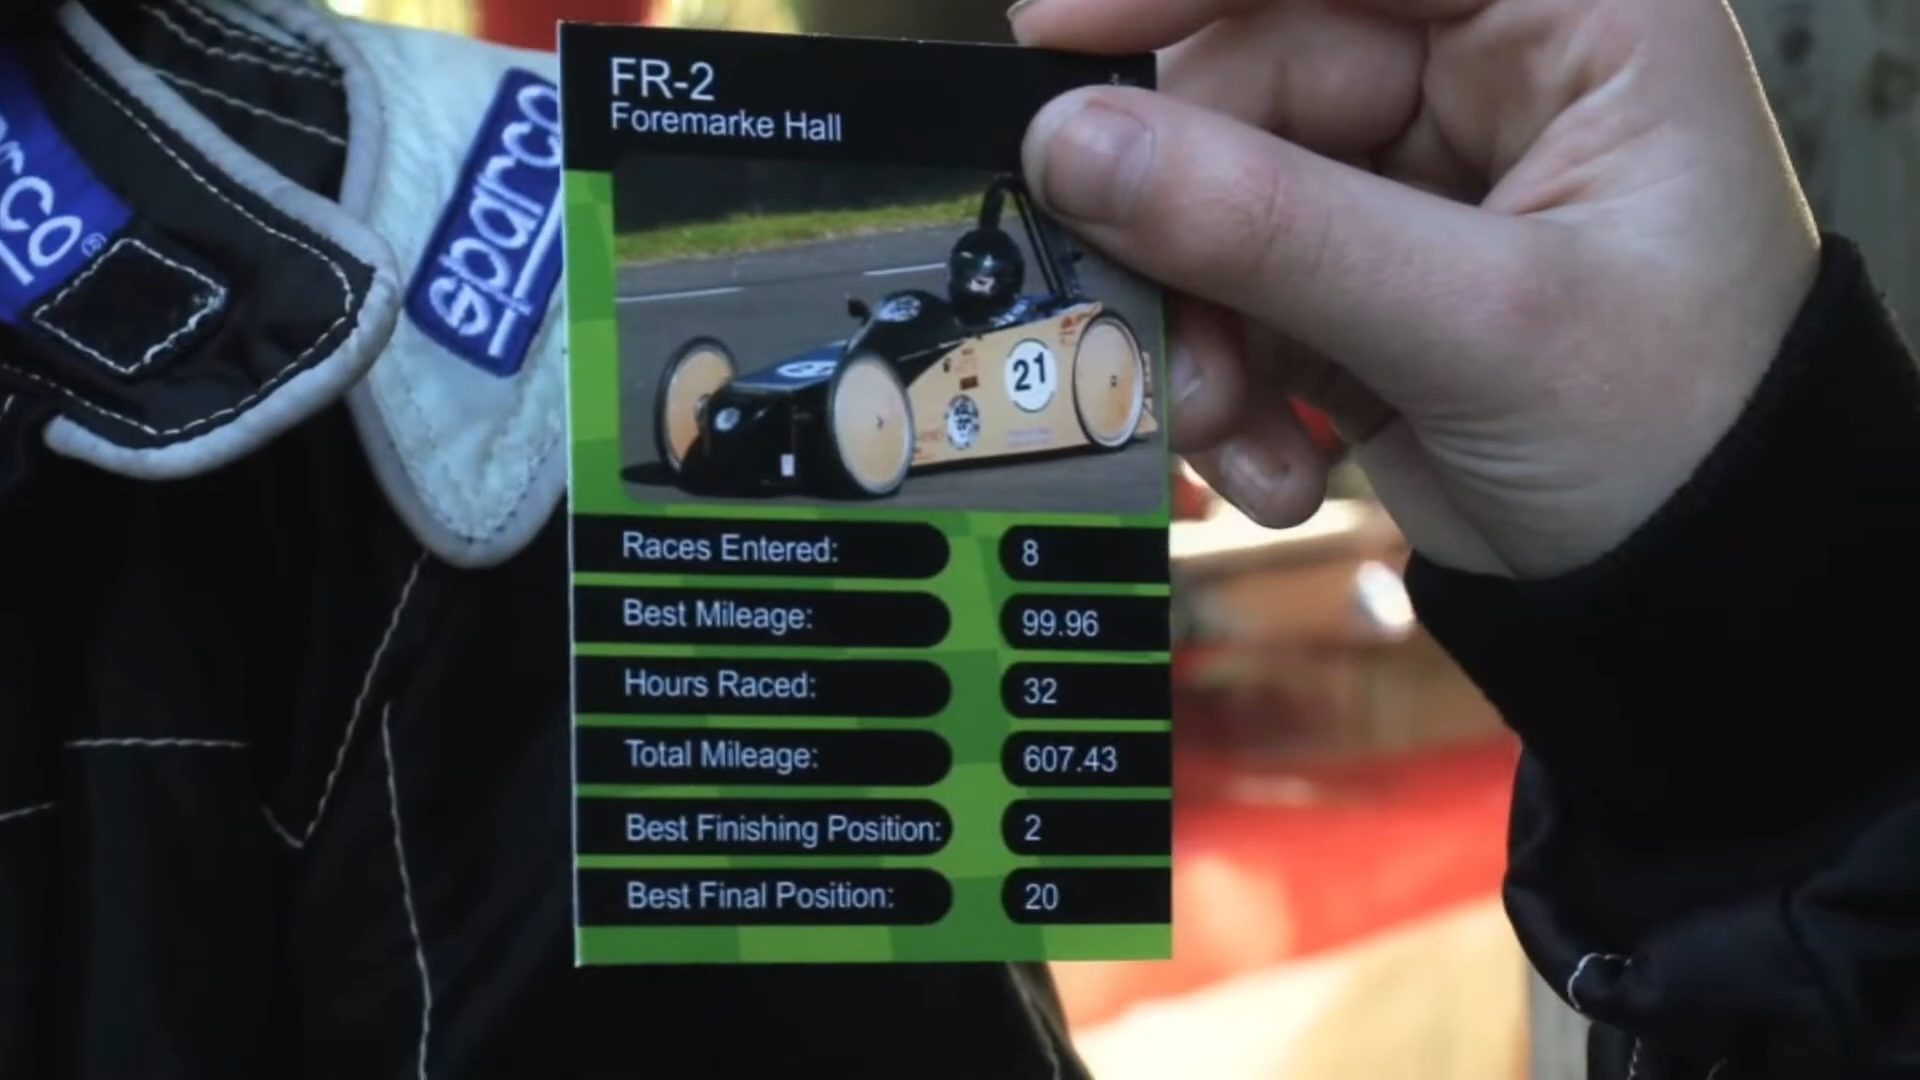 FR-2
Foremarke Hall
sparco
21
Races Entered: 8
Best Mileage: 99.96
Hours Raced: 32
Total Mileage: 607.43
Best Finishing Position: 2
Best Final Position: 20
rco®